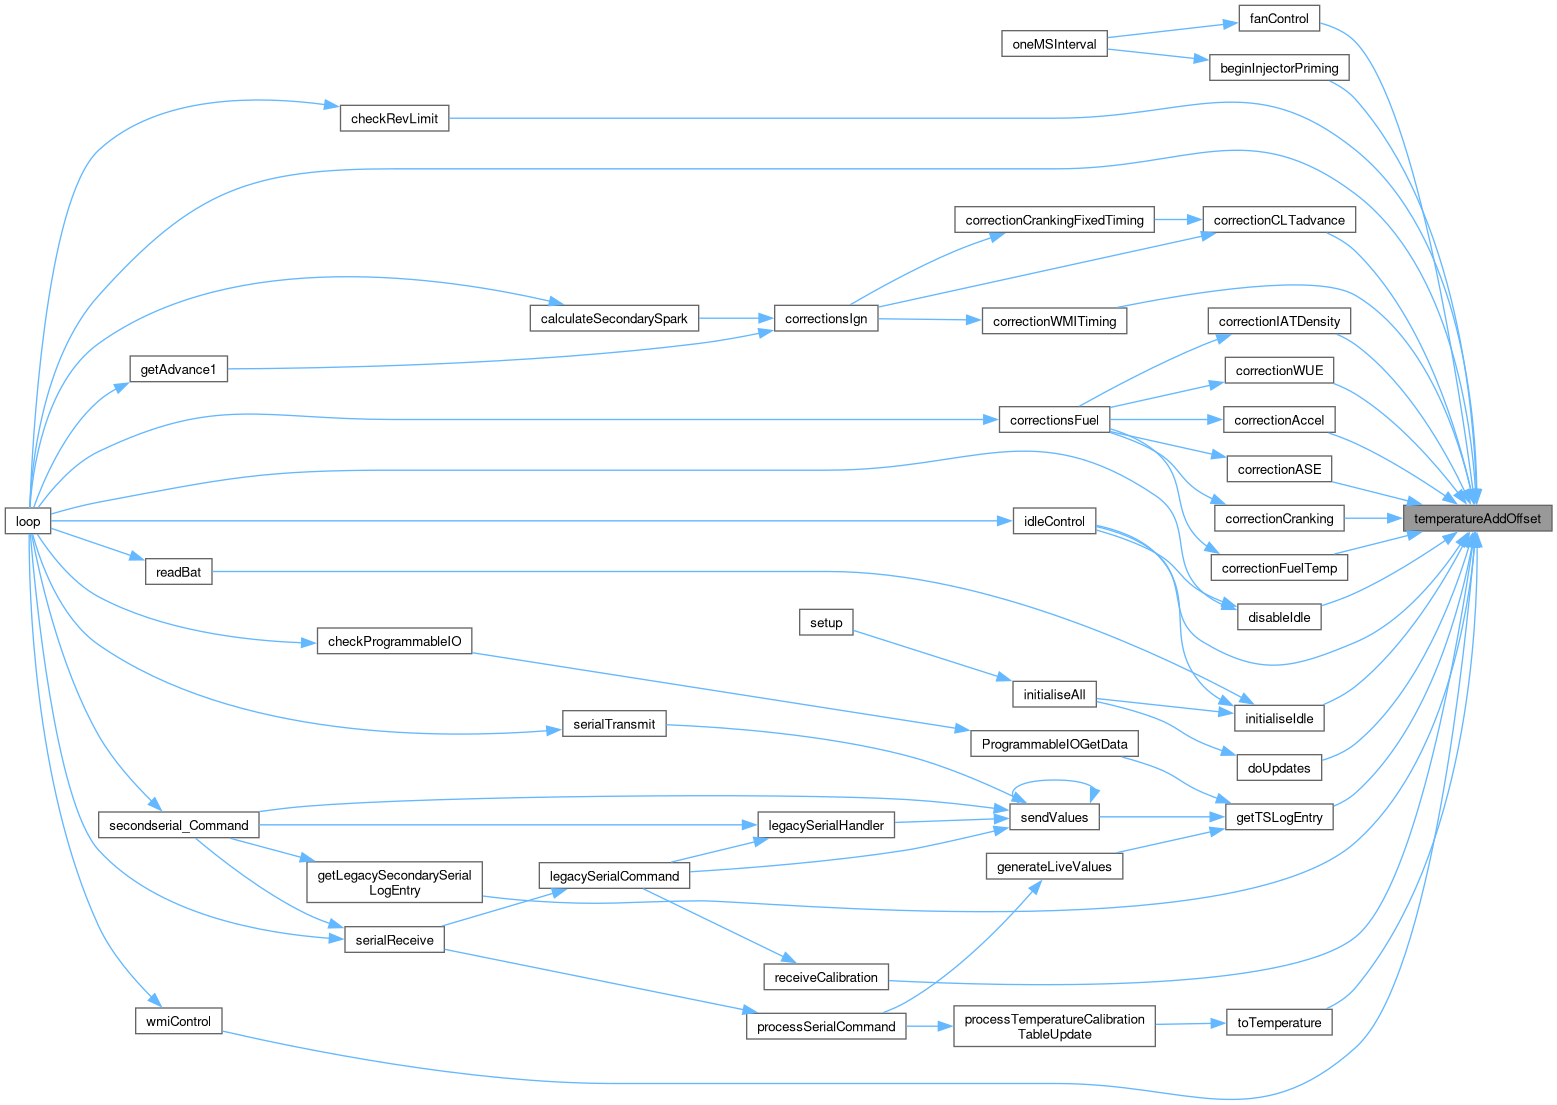 fanControl
oneMSInterval
beginInjectorPriming
checkRevLimit
correctionCrankingFixedTiming
correctionCLTadvance
calculateSecondarySpark
correctionsIgn
correctionWMITiming
correctionIATDensity
getAdvance1
correctionWUE
correctionsFuel
correctionAccel
correctionASE
loop
idleControl
correctionCranking
temperatureAddOffset
readBat
correctionFuelTemp
setup
disableIdle
checkProgrammableIO
initialiseAll
serialTransmit
initialiseIdle
ProgrammableIOGetData
doUpdates
secondserial_Command
legacySerialHandler
sendValues
getTSLogEntry
getLegacySecondarySerial
LogEntry
legacySerialCommand
generateLiveValues
serialReceive
receiveCalibration
wmiControl
processSerialCommand
processTemperatureCalibration
TableUpdate
toTemperature